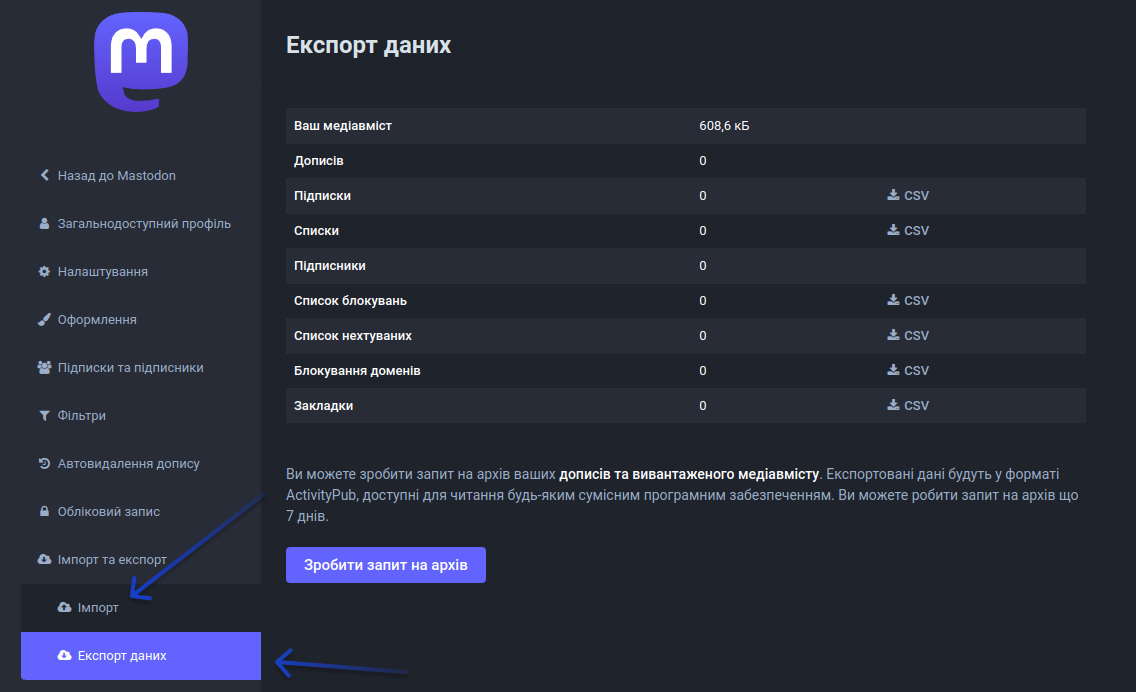 Назад до Mastodon
Загальнодоступний профіль
Налаштування
Оформлення
Підписки та підписники
Фільтри
Автовидалення допису
Обліковий запис
Імпорт та експорт
Імпорт
Експорт даних
Експорт даних
Ваш медіавміст 608,6 кБ
Дописів 0
Підписки 0 CSV
Списки 0 CSV
Підписники 0
Список блокувань 0 CSV
Список нехтуваних 0 CSV
Блокування доменів 0 CSV
Закладки 0 CSV
Ви можете зробити запит на архів ваших дописів та вивантаженого медіавмісту. Експортовані дані будуть у форматі
ActivityPub, доступні для читання будь-яким сумісним програмним забезпеченням. Ви можете робити запит на архів що
7 днів.
Зробити запит на архів